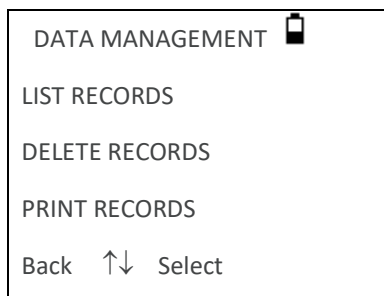 DATA MANAGEMENT
LIST RECORDS
DELETE RECORDS
PRINT RECORDS
Back ↑↓ Select